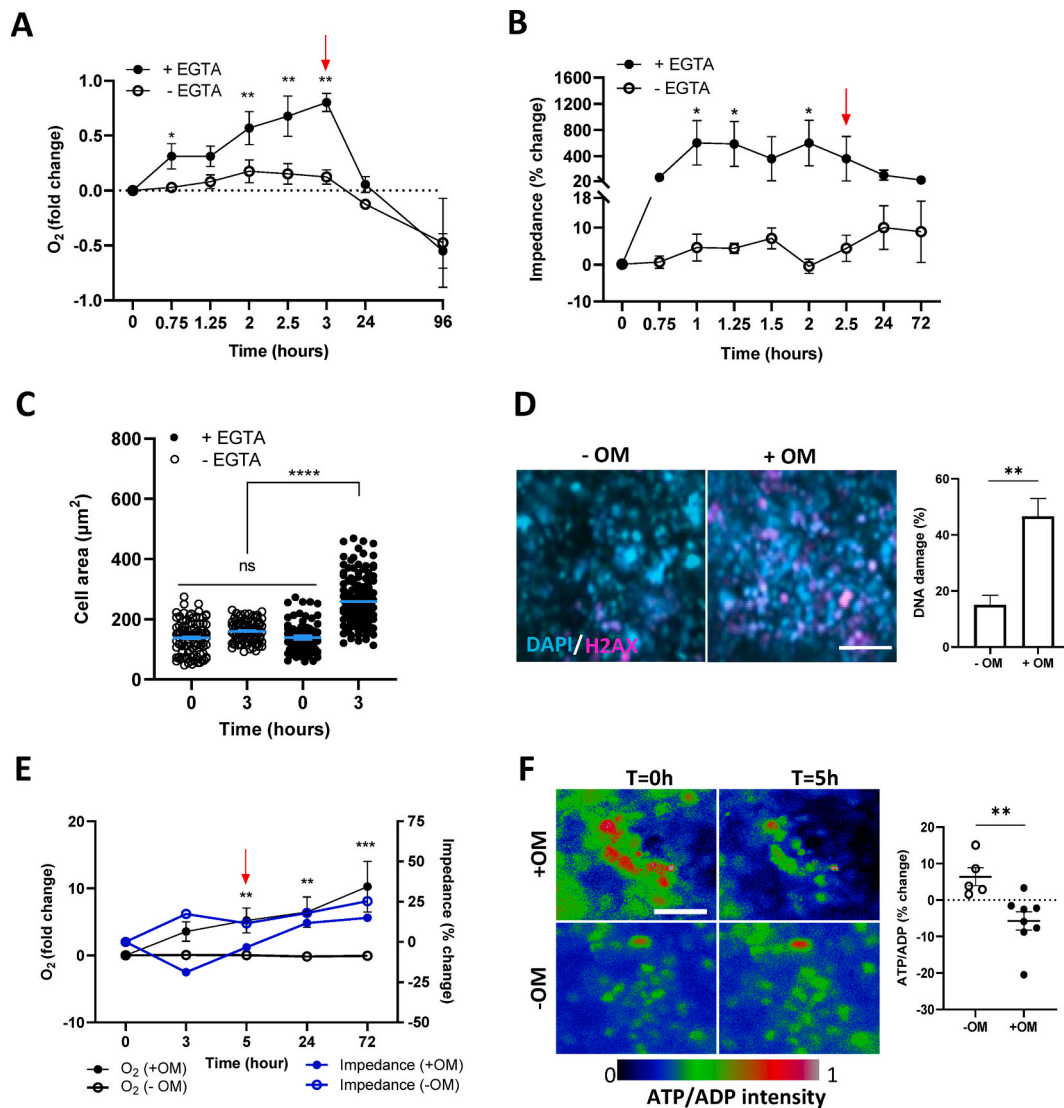 A
+ EGTA
- EGTA
O₂ (fold change)
1.0
0.5
0.0
-0.5
-1.0
*
**
**
**
0
0.75
1.25
2
2.5
3
24
96
Time (hours)
B
+ EGTA
- EGTA
Impedance (% change)
1600
1200
800
400
20
18
10
0
-10
*
*
*
0
0.75
1
1.25
1.5
2
2.5
24
72
Time (hours)
C
+ EGTA
- EGTA
Cell area (µm²)
800
600
400
200
0
****
ns
0
3
0
3
Time (hours)
D
- OM
+ OM
DAPI/H2AX
DNA damage (%)
60
40
20
0
**
- OM
+ OM
E
O₂ (fold change)
20
10
0
-10
Impedance (% change)
75
50
25
0
-25
-50
**
**
***
0
3
5
24
72
Time (hour)
O₂ (+OM)
O₂ (- OM)
Impedance (+OM)
Impedance (-OM)
F
T=0h
T=5h
+OM
-OM
0
1
ATP/ADP intensity
ATP/ADP (% change)
20
10
0
-10
-20
-30
**
-OM
+OM